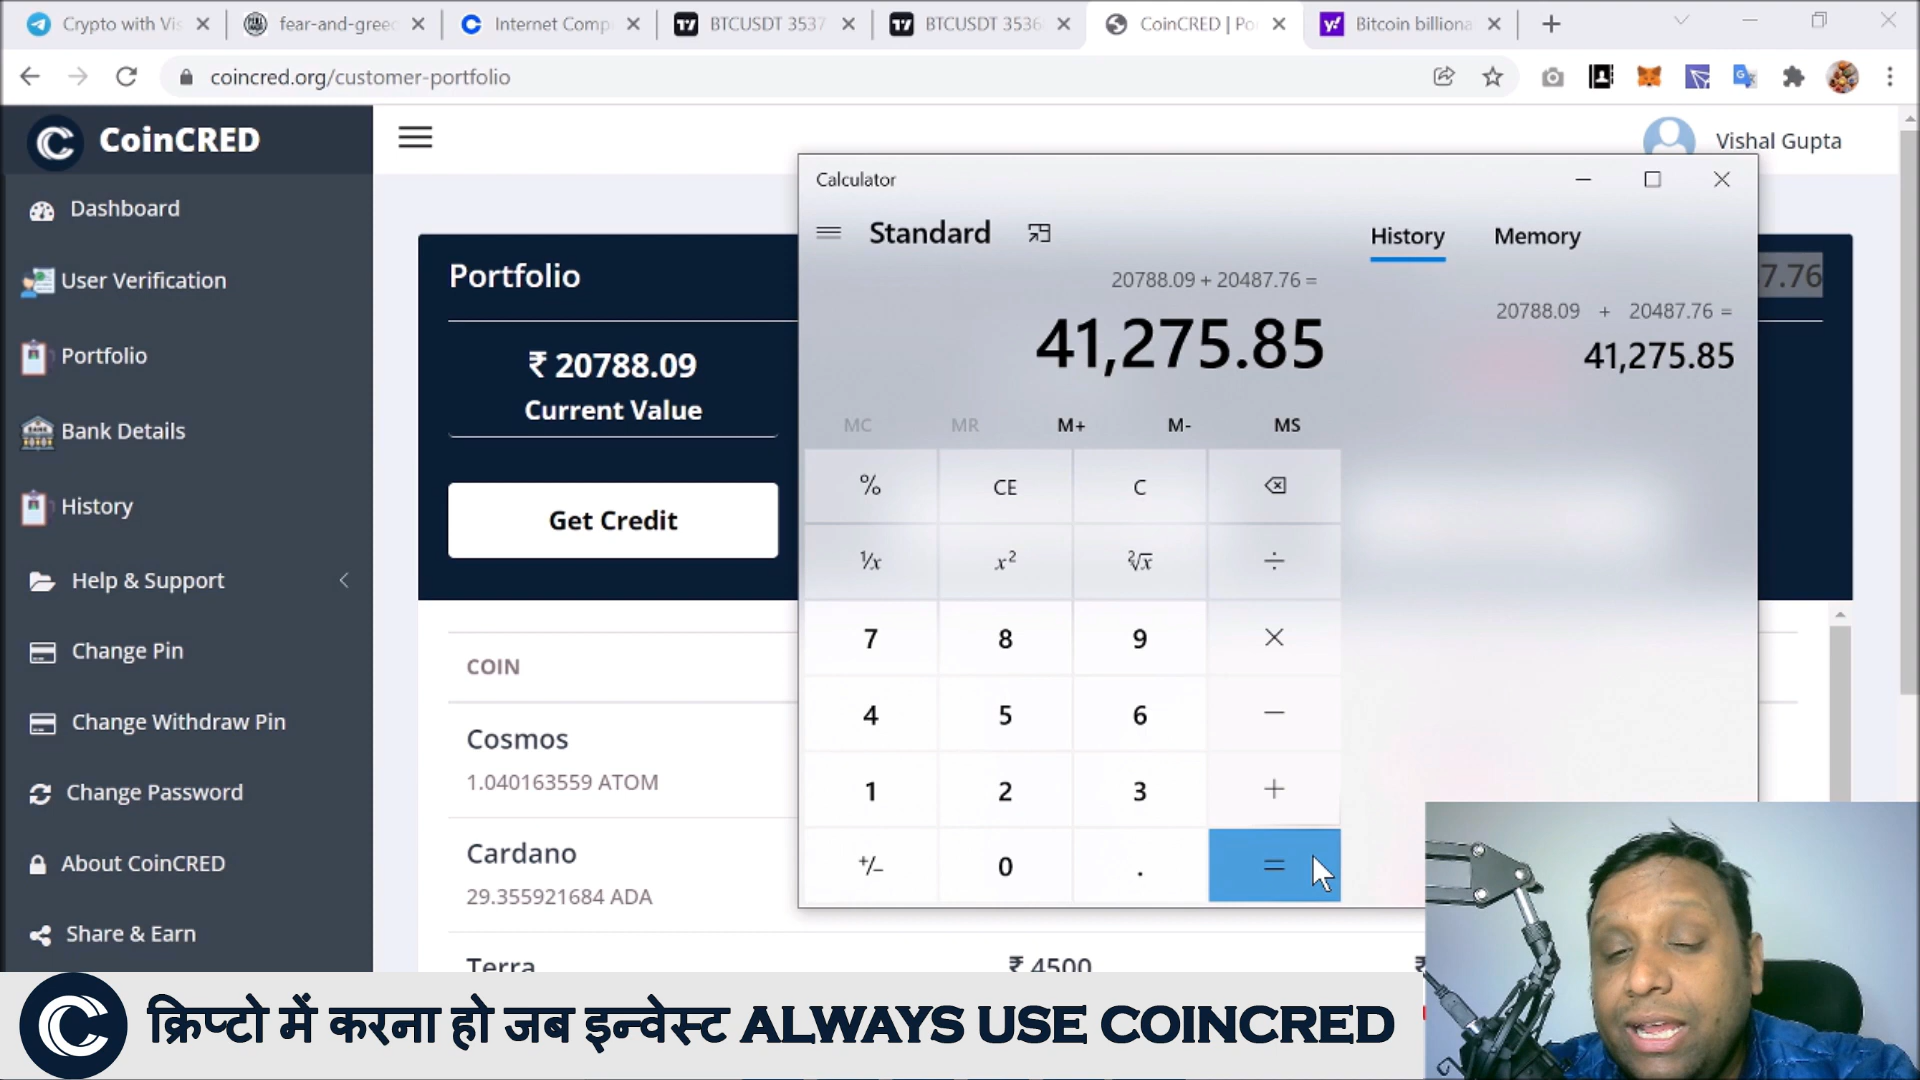 Crypto with Vis
fear-and-greed
Internet Comp
BTCUSDT 3537
BTCUSDT 3536
CoinCRED | Po
Bitcoin billiona
coincred.org/customer-portfolio
CoinCRED
Vishal Gupta
Dashboard
User Verification
Portfolio
Bank Details
History
Help & Support
Change Pin
Change Withdraw Pin
Change Password
About CoinCRED
Share & Earn
Portfolio
7.76
₹ 20788.09
Current Value
Get Credit
COIN
Cosmos
1.040163559 ATOM
Cardano
29.355921684 ADA
Terra
₹ 4500
₹
Calculator
Standard
History
Memory
20788.09 + 20487.76 =
41,275.85
20788.09 + 20487.76 =
41,275.85
MC MR M+ M- MS
% CE C
¹/x x² ²√x ÷
7 8 9 ×
4 5 6 −
1 2 3 +
+/− 0 . =
क्रिप्टो में करना हो जब इन्वेस्ट ALWAYS USE COINCRED